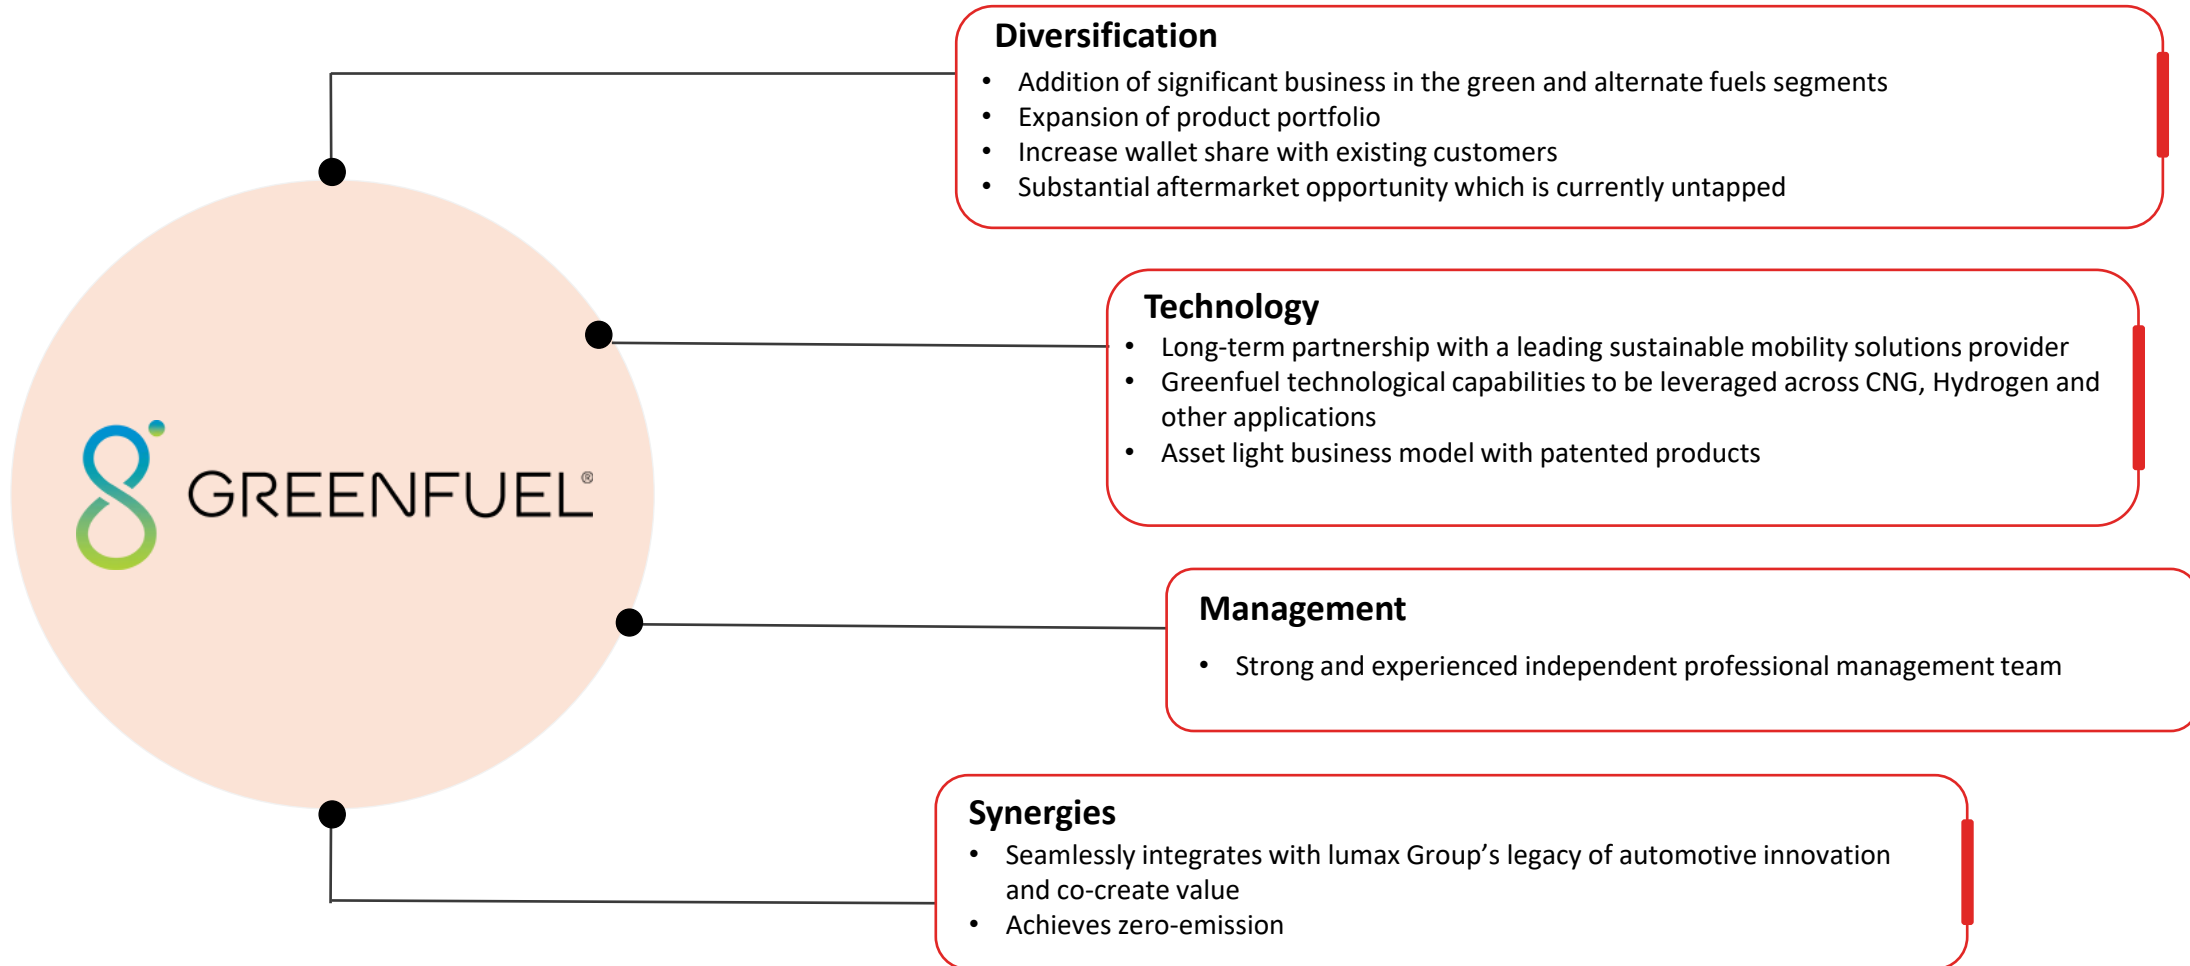 GREENFUEL®
Diversification
• Addition of significant business in the green and alternate fuels segments
• Expansion of product portfolio
• Increase wallet share with existing customers
• Substantial aftermarket opportunity which is currently untapped
Technology
• Long-term partnership with a leading sustainable mobility solutions provider
• Greenfuel technological capabilities to be leveraged across CNG, Hydrogen and
other applications
• Asset light business model with patented products
Management
• Strong and experienced independent professional management team
Synergies
• Seamlessly integrates with lumax Group’s legacy of automotive innovation
and co-create value
• Achieves zero-emission